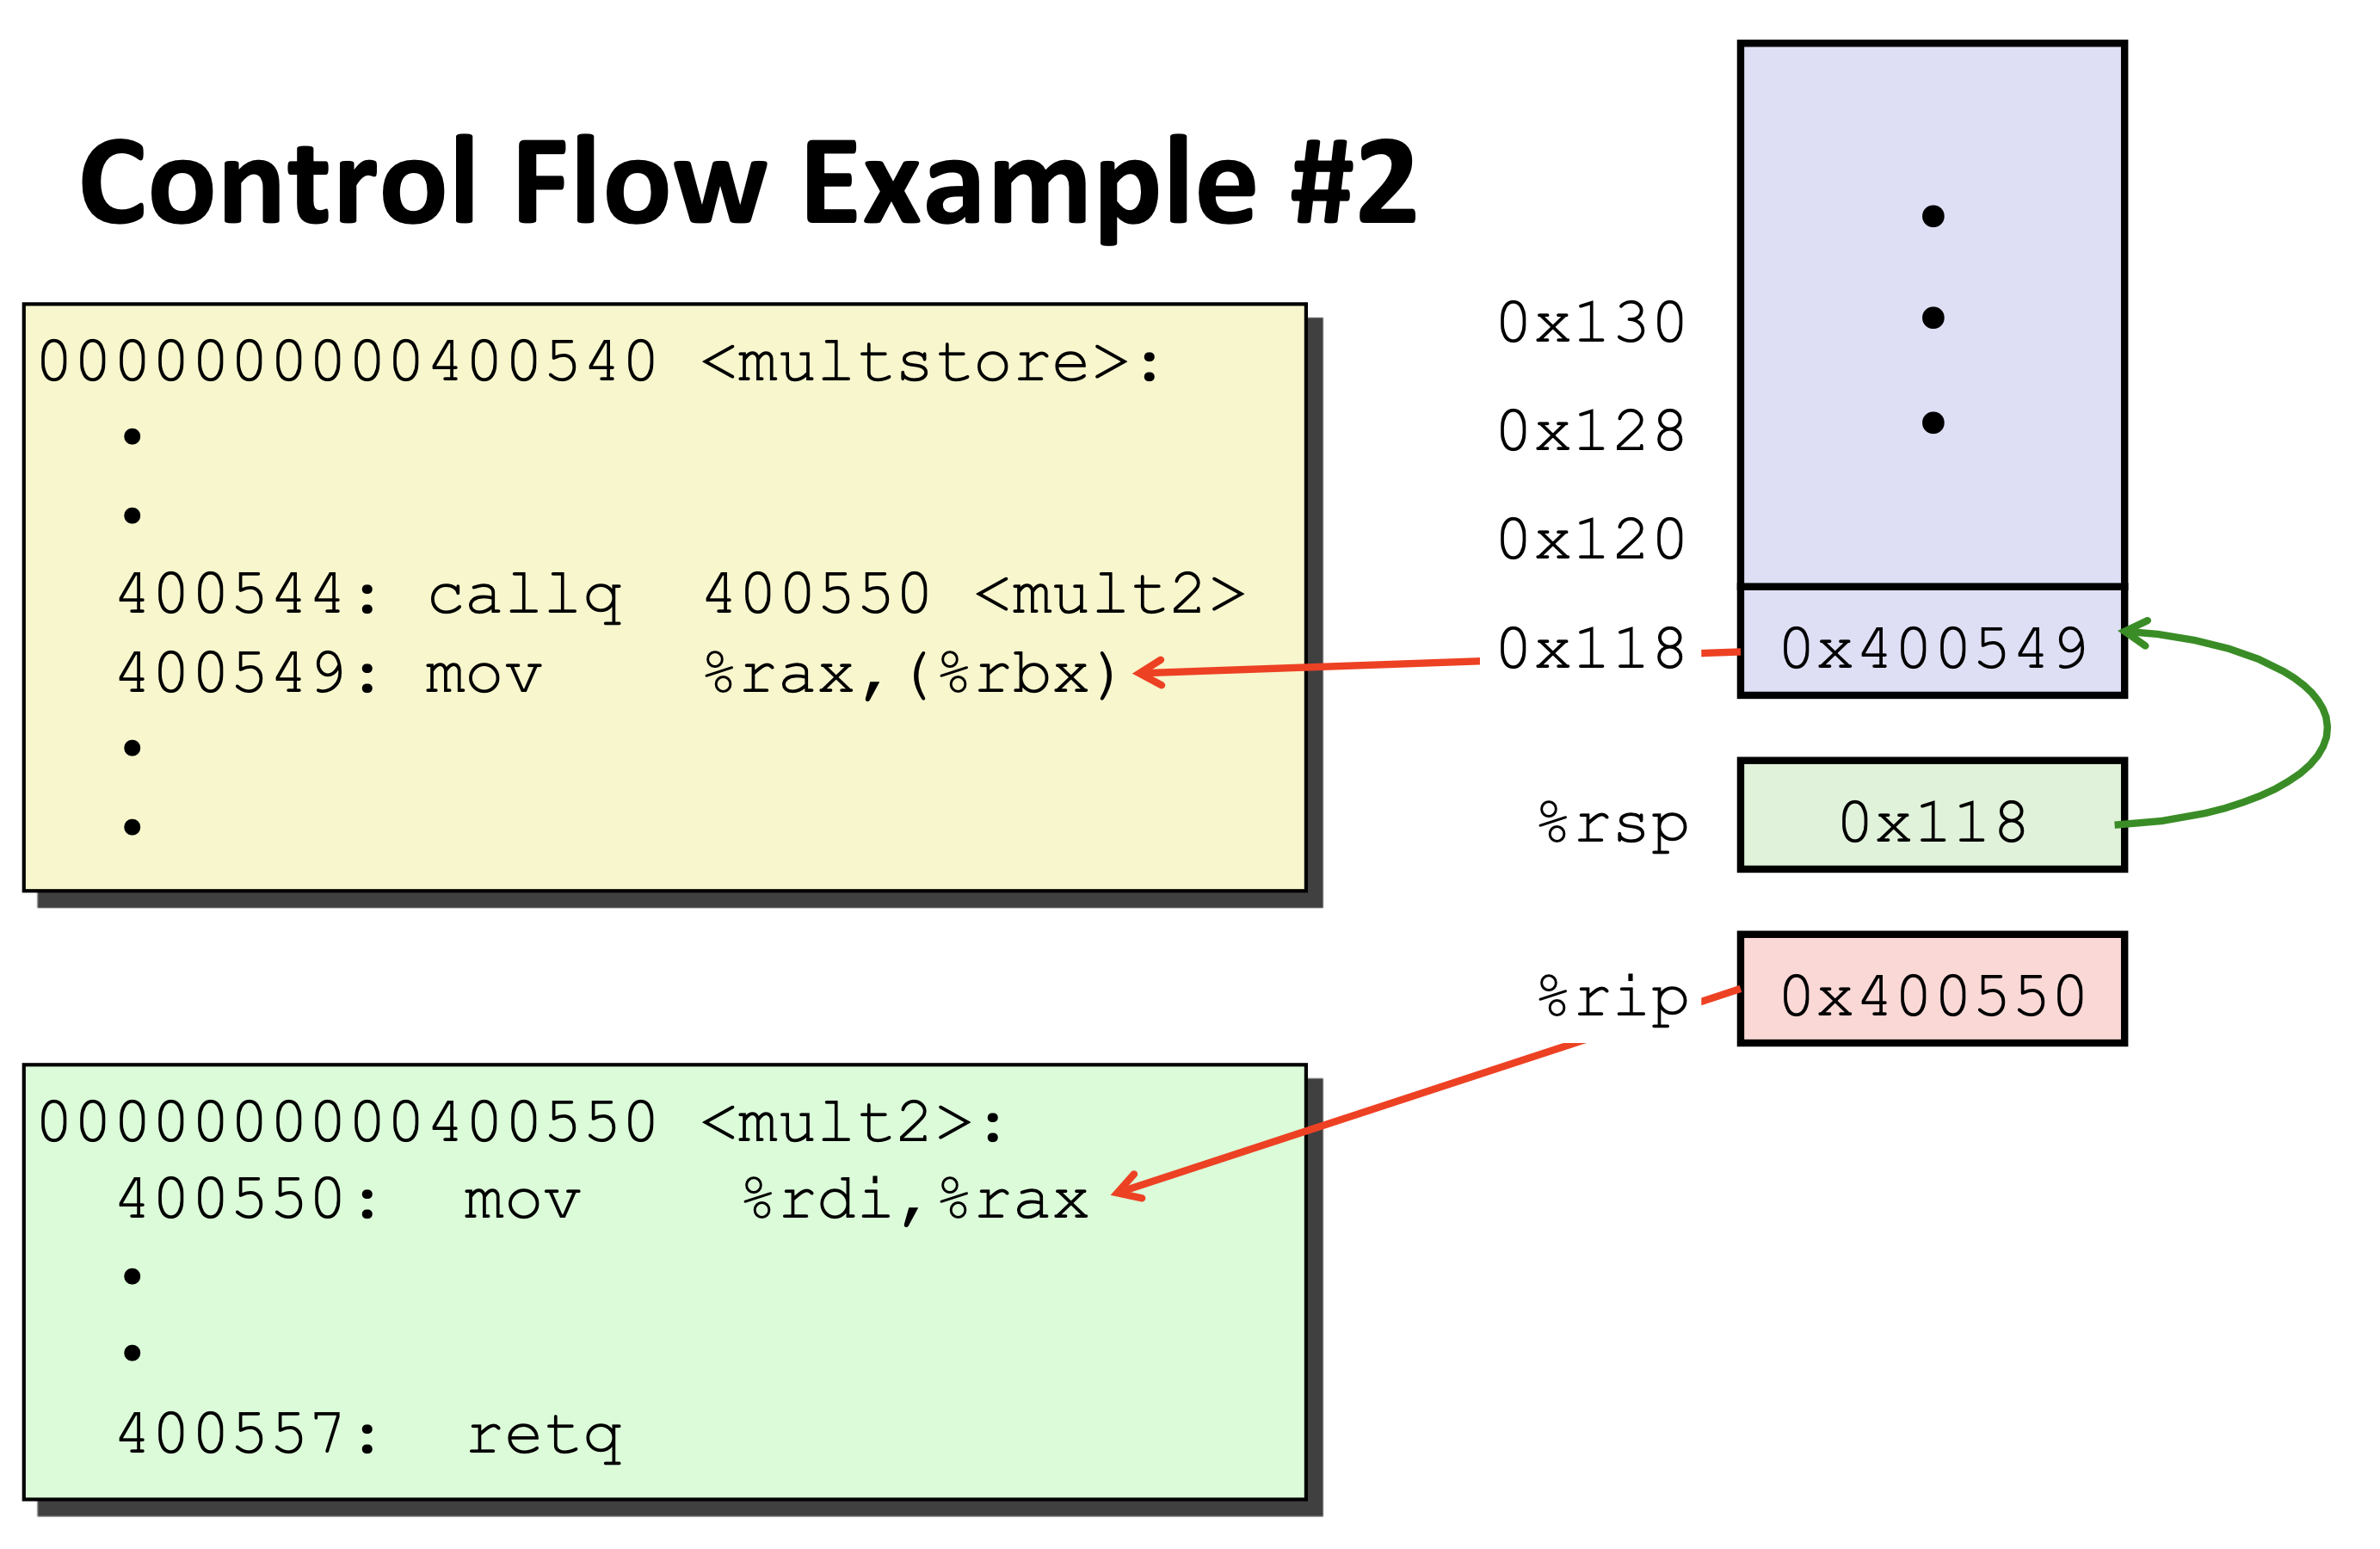 Control Flow Example #2
0000000000400540 <multstore>:
•
•
400544: callq 400550 <mult2>
400549: mov %rax,(%rbx)
•
•
0000000000400550 <mult2>:
400550: mov %rdi,%rax
•
•
400557: retq
•
•
•
0x130
0x128
0x120
0x118 0x400549
%rsp 0x118
%rip 0x400550